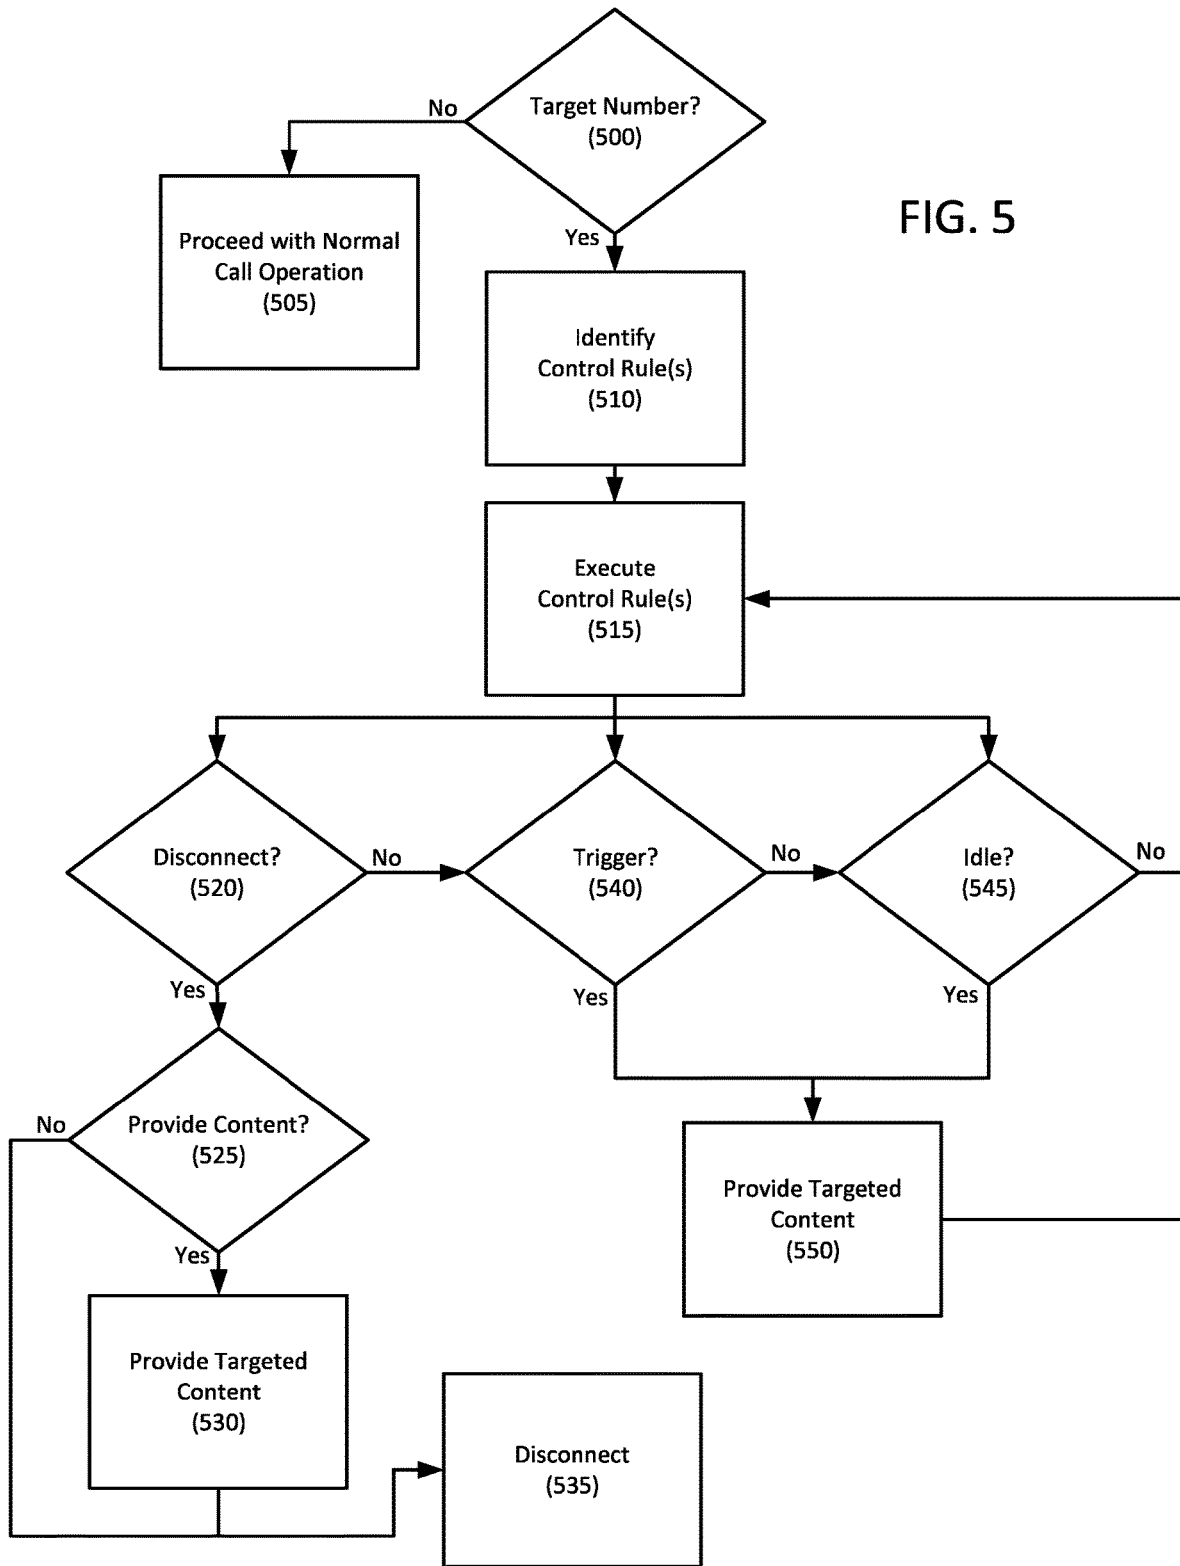 Target Number?
(500)
No
Yes
FIG. 5
Proceed with Normal
Call Operation
(505)
Identify
Control Rule(s)
(510)
Execute
Control Rule(s)
(515)
Disconnect?
(520)
No
Yes
Trigger?
(540)
No
Yes
Idle?
(545)
No
Yes
Provide Content?
(525)
No
Yes
Provide Targeted
Content
(550)
Provide Targeted
Content
(530)
Disconnect
(535)